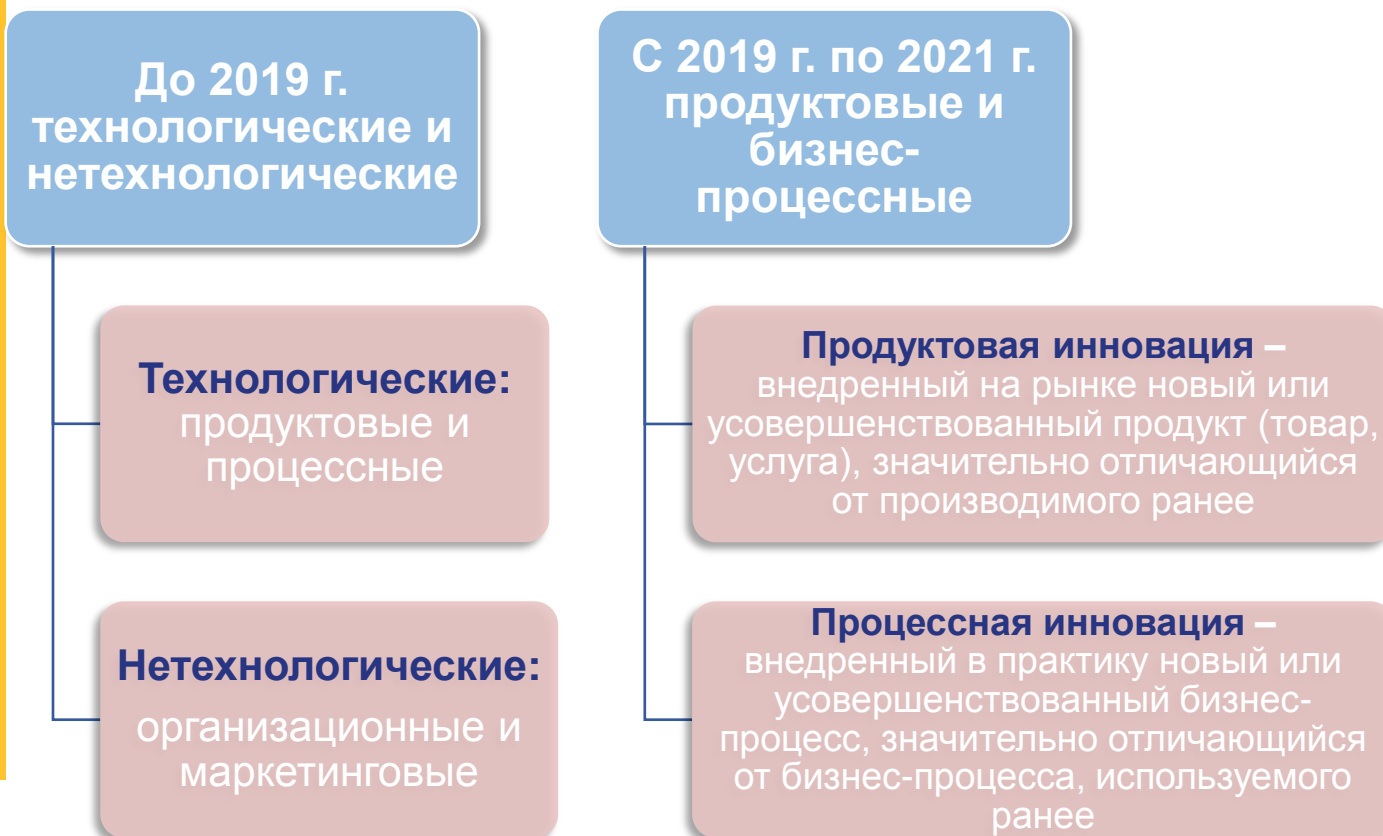 До 2019 г.
технологические и
нетехнологические
Технологические:
продуктовые и
процессные
Нетехнологические:
организационные и
маркетинговые
С 2019 г. по 2021 г.
продуктовые и
бизнес-
процессные
Продуктовая инновация –
внедренный на рынке новый или
усовершенствованный продукт (товар,
услуга), значительно отличающийся
от производимого ранее
Процессная инновация –
внедренный в практику новый или
усовершенствованный бизнес-
процесс, значительно отличающийся
от бизнес-процесса, используемого
ранее